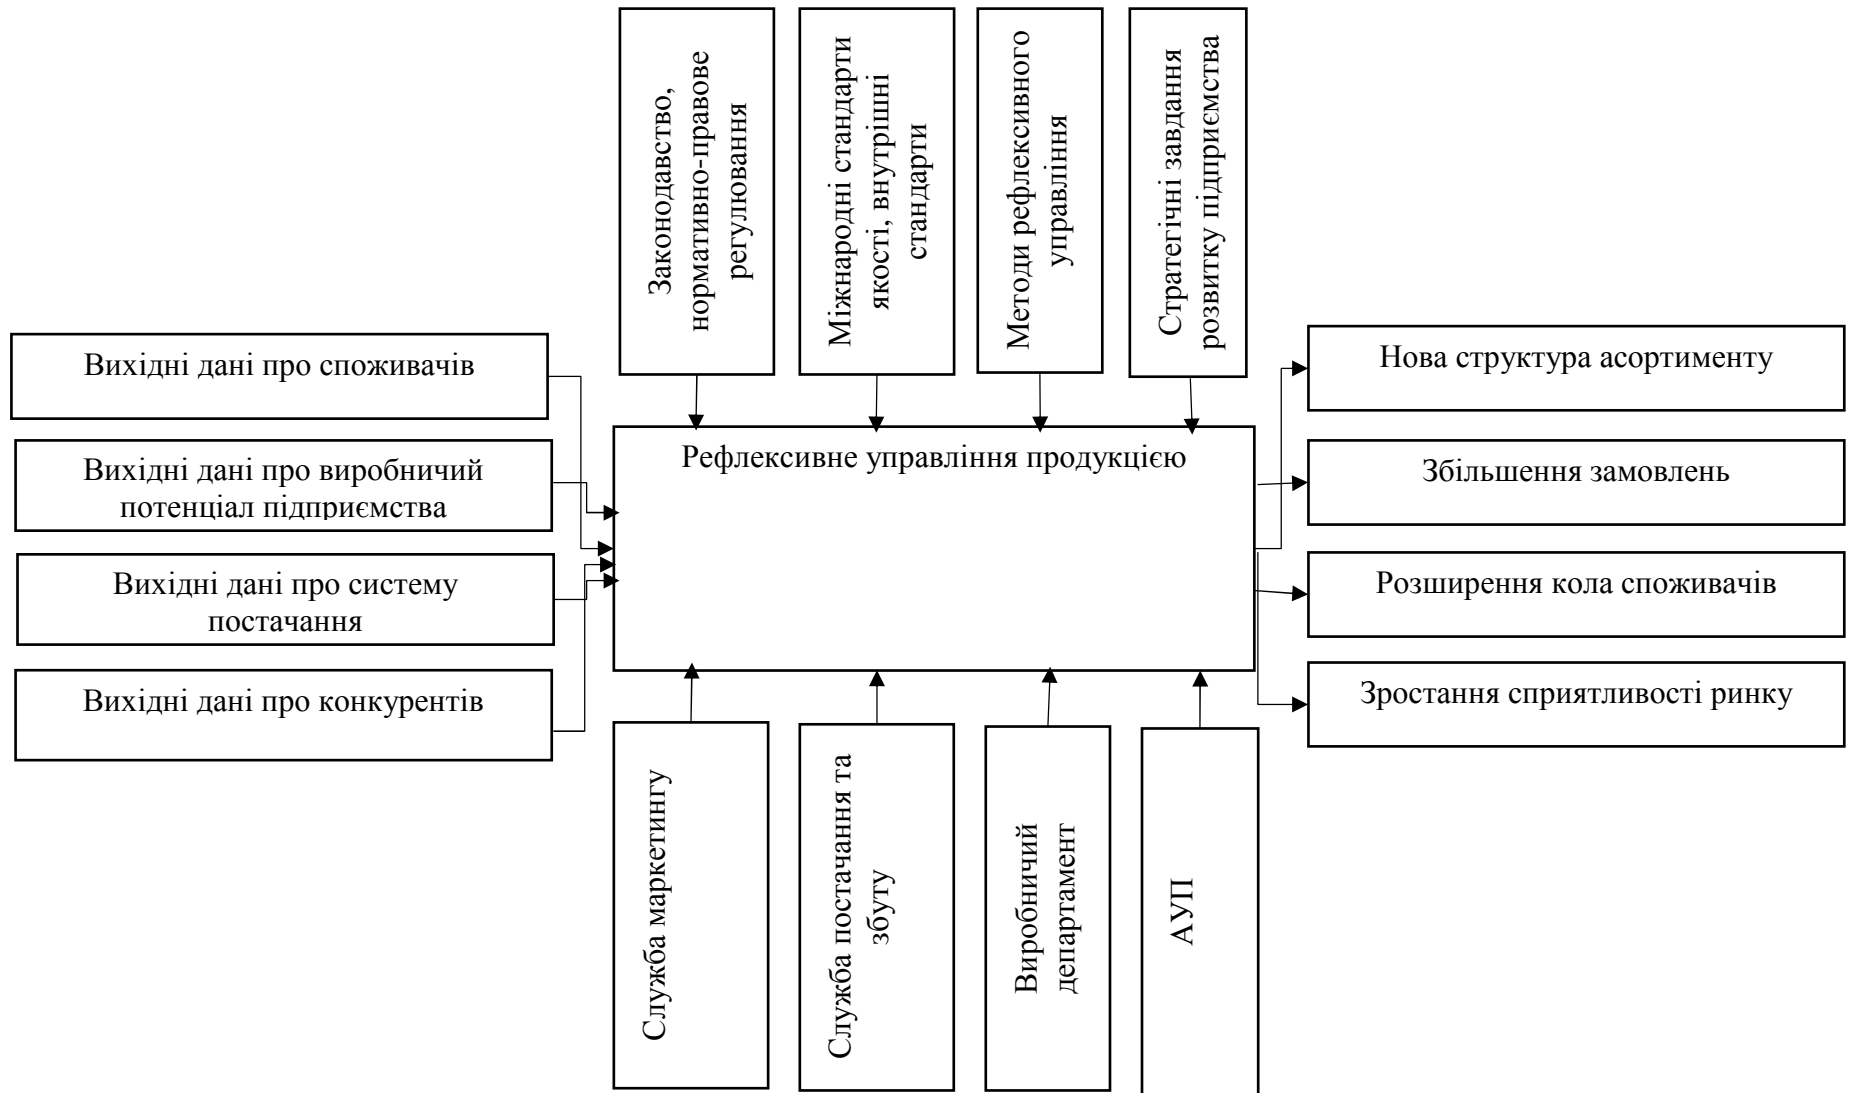 Законодавство,
нормативно-правове
регулювання
Міжнародні стандарти
якості, внутрішні
стандарти
Методи рефлексивного
управління
Стратегічні завдання
розвитку підприємства
Вихідні дані про споживачів
Вихідні дані про виробничий
потенціал підприємства
Вихідні дані про систему
постачання
Вихідні дані про конкурентів
Рефлексивне управління продукцією
Нова структура асортименту
Збільшення замовлень
Розширення кола споживачів
Зростання сприятливості ринку
Служба маркетингу
Служба постачання та
збуту
Виробничий
департамент
АУП